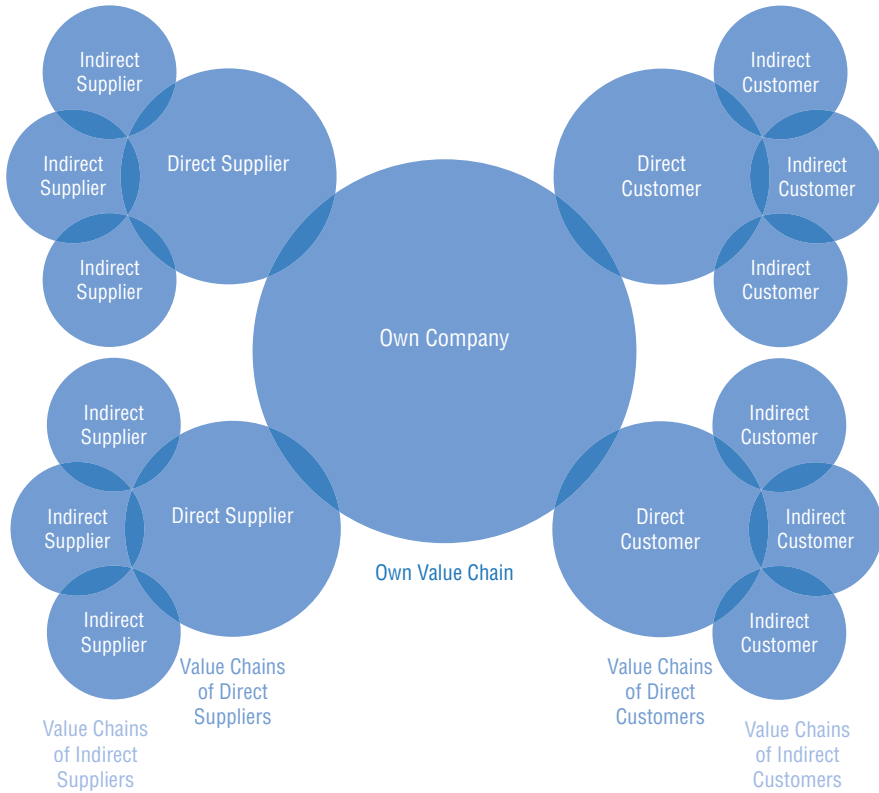 Indirect
Supplier
Indirect
Supplier
Indirect
Supplier
Direct Supplier
Indirect
Customer
Direct
Customer
Indirect
Customer
Indirect
Customer
Own Company
Indirect
Supplier
Indirect
Supplier
Indirect
Supplier
Direct Supplier
Indirect
Customer
Direct
Customer
Indirect
Customer
Indirect
Customer
Own Value Chain
Value Chains
of Direct
Suppliers
Value Chains
of Direct
Customers
Value Chains
of Indirect
Suppliers
Value Chains
of Indirect
Customers